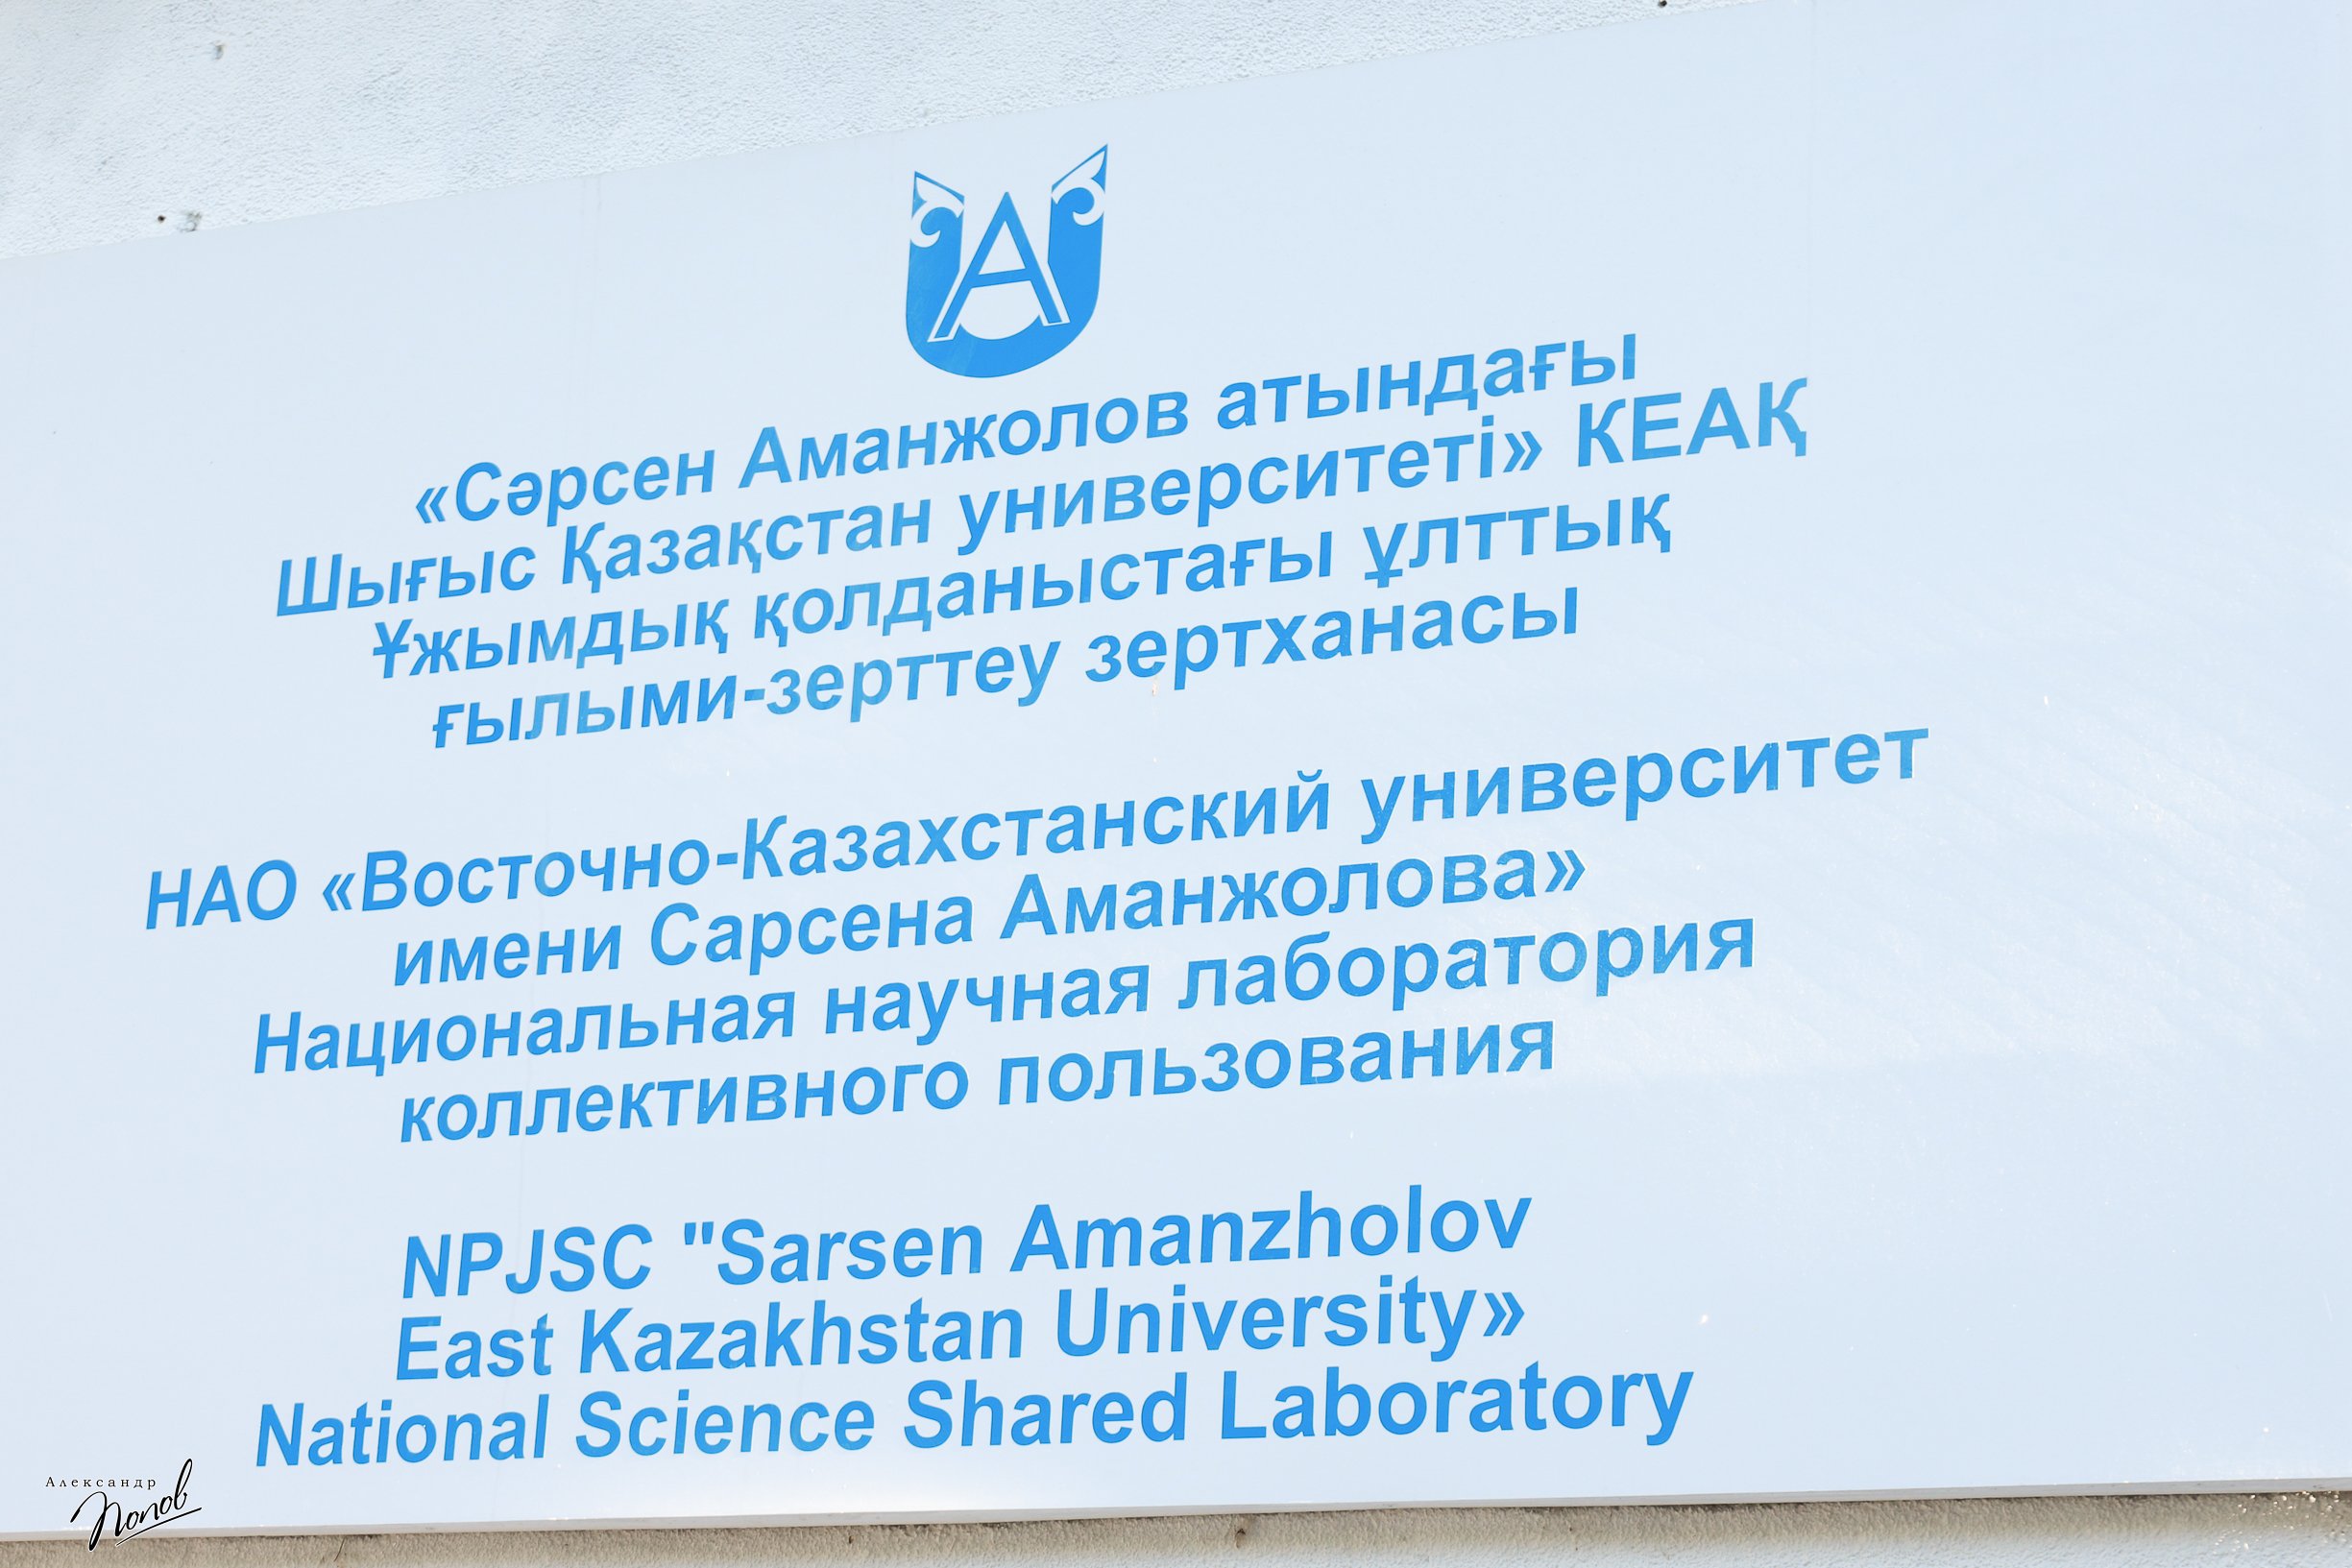 «Сәрсен Аманжолов атындағы
Шығыс Қазақстан университеті» КЕАҚ
Ұжымдық қолданыстағы ұлттық
ғылыми-зерттеу зертханасы
НАО «Восточно-Казахстанский университет
имени Сарсена Аманжолова»
Национальная научная лаборатория
коллективного пользования
NPJSC "Sarsen Amanzholov
East Kazakhstan University»
National Science Shared Laboratory
Александр
Попов